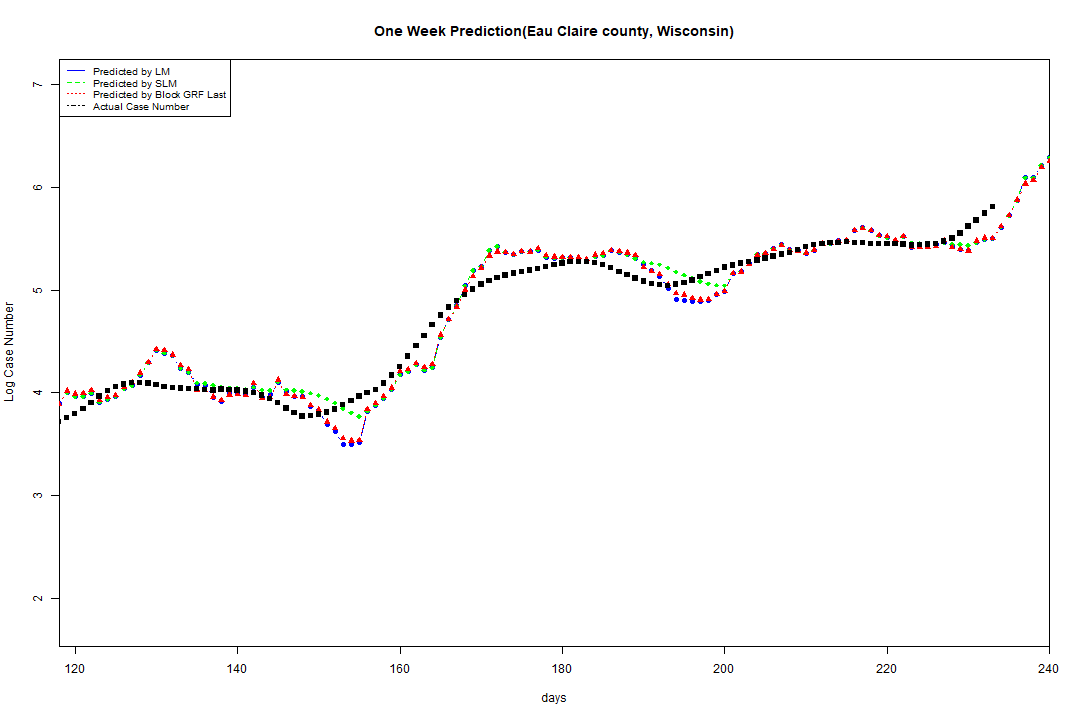 One Week Prediction(Eau Claire county, Wisconsin)
Predicted by LM
Predicted by SLM
Predicted by Block GRF Last
Actual Case Number
7
6
5
4
3
2
Log Case Number
120 140 160 180 200 220 240
days